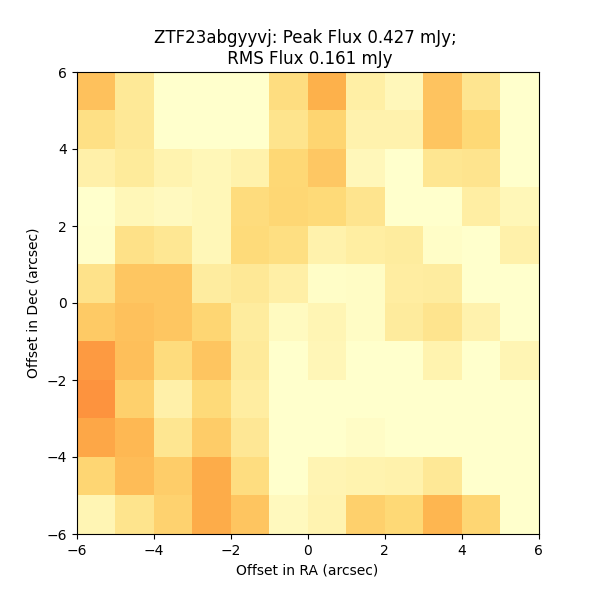 ZTF23abgyyvj: Peak Flux 0.427 mJy;
RMS Flux 0.161 mJy
6
4
2
0
−2
−4
−6
Offset in Dec (arcsec)
−6 −4 −2 0 2 4 6
Offset in RA (arcsec)